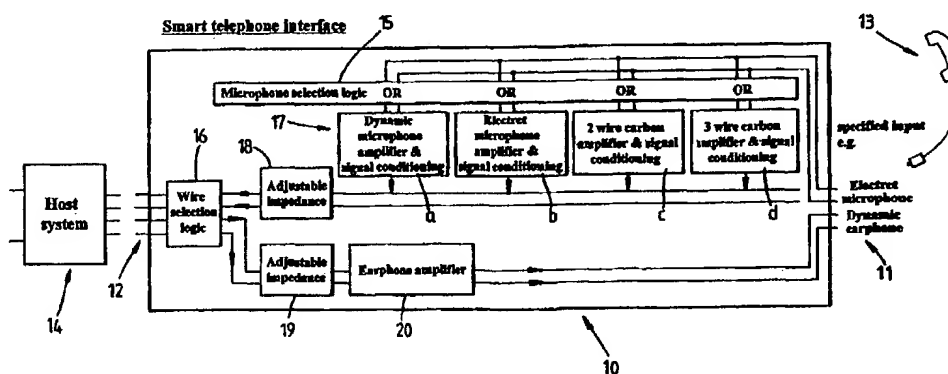 Smart telephone interface
15
13
Microphone selection logic OR OR OR OR
17
Dynamic
microphone
amplifier &
signal conditioning
Electret
microphone
amplifier &
signal conditioning
2 wire carbon
amplifier & signal
conditioning
3 wire carbon
amplifier & signal
conditioning
specified input
e.g.
16
18
Host
system
Wire
selection
logic
Adjustable
impedance
a
b
c
d
Electret
microphone
Dynamic
earphone
14
12
Adjustable
impedance
Earphone amplifier
11
19
20
10